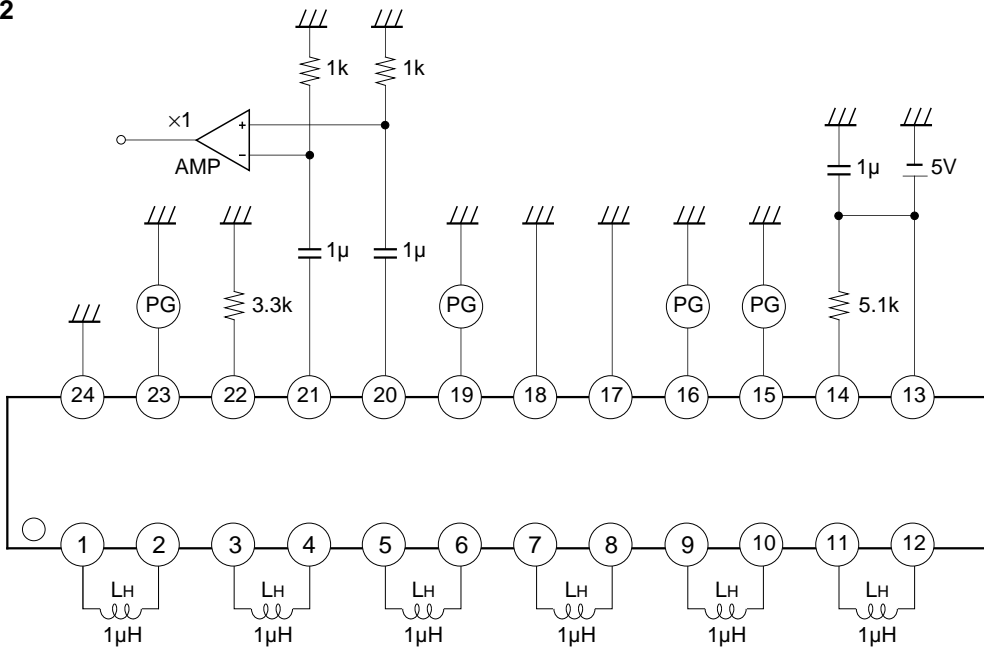 2
1k 1k
×1
+
−
AMP
1µ 5V
1µ 1µ
PG 3.3k PG PG PG 5.1k
24 23 22 21 20 19 18 17 16 15 14 13
1 2 3 4 5 6 7 8 9 10 11 12
LH LH LH LH LH LH
1µH 1µH 1µH 1µH 1µH 1µH